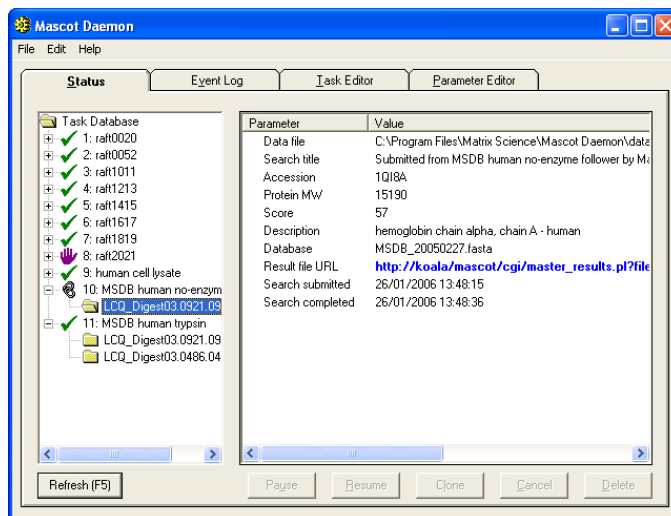 Mascot Daemon
File Edit Help
Status Event Log Task Editor Parameter Editor
Task Database
1: raft0020
2: raft0052
3: raft1011
4: raft1213
5: raft1415
6: raft1617
7: raft1819
8: raft2021
9: human cell lysate
10: MSDB human no-enzym
LCQ_Digest03.0921.09
11: MSDB human trypsin
LCQ_Digest03.0921.09
LCQ_Digest03.0486.04
Parameter Value
Data file C:\Program Files\Matrix Science\Mascot Daemon\data
Search title Submitted from MSDB human no-enzyme follower by Ma
Accession 1QI8A
Protein MW 15190
Score 57
Description hemoglobin chain alpha, chain A - human
Database MSDB_20050227.fasta
Result file URL http://koala/mascot/cgi/master_results.pl?file
Search submitted 26/01/2006 13:48:15
Search completed 26/01/2006 13:48:36
Refresh (F5) Pause Resume Clone Cancel Delete